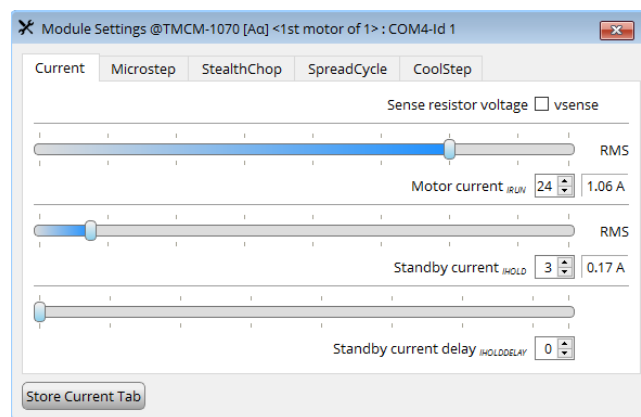 Module Settings @TMCM-1070 [Aα] <1st motor of 1> : COM4-Id 1
Current Microstep StealthChop SpreadCycle CoolStep
Sense resistor voltage vsense
RMS
Motor current IRUN 24 1.06 A
RMS
Standby current IHOLD 3 0.17 A
Standby current delay IHOLDDELAY 0
Store Current Tab